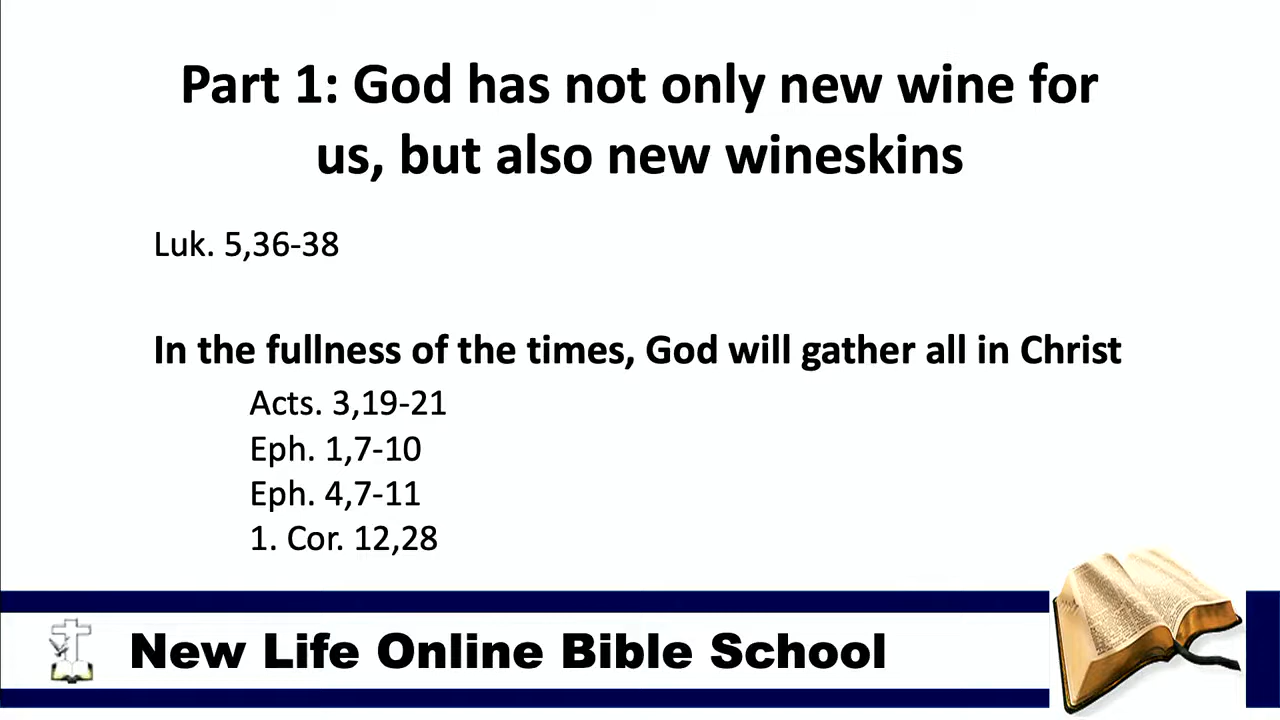 Part 1: God has not only new wine for
us, but also new wineskins
Luk. 5,36-38
In the fullness of the times, God will gather all in Christ
Acts. 3,19-21
Eph. 1,7-10
Eph. 4,7-11
1. Cor. 12,28
New Life Online Bible School